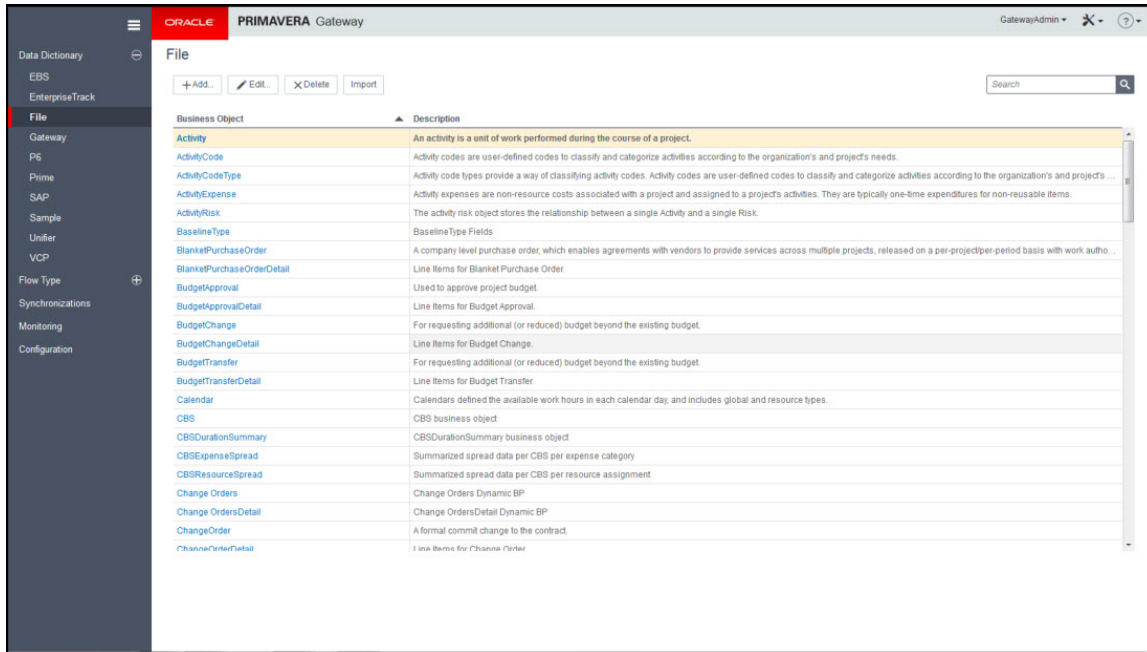 ORACLE PRIMAVERA Gateway GatewayAdmin
Data Dictionary
EBS
EnterpriseTrack
File
Gateway
P6
Prime
SAP
Sample
Unifier
VCP
Flow Type
Synchronizations
Monitoring
Configuration
File
Add... Edit... Delete Import Search
Business Object Description
Activity An activity is a unit of work performed during the course of a project.
ActivityCode Activity codes are user-defined codes to classify and categorize activities according to the organization's and project's needs.
ActivityCodeType Activity code types provide a way of classifying activity codes. Activity codes are user-defined codes to classify and categorize activities according to the organization's and project's ...
ActivityExpense Activity expenses are non-resource costs associated with a project and assigned to a project's activities. They are typically one-time expenditures for non-reusable items.
ActivityRisk The activity risk object stores the relationship between a single Activity and a single Risk.
BaselineType BaselineType Fields
BlanketPurchaseOrder A company level purchase order, which enables agreements with vendors to provide services across multiple projects, released on a per-project/per-period basis with work autho...
BlanketPurchaseOrderDetail Line Items for Blanket Purchase Order.
BudgetApproval Used to approve project budget.
BudgetApprovalDetail Line Items for Budget Approval.
BudgetChange For requesting additional (or reduced) budget beyond the existing budget.
BudgetChangeDetail Line Items for Budget Change.
BudgetTransfer For requesting additional (or reduced) budget beyond the existing budget.
BudgetTransferDetail Line Items for Budget Transfer.
Calendar Calendars defined the available work hours in each calendar day, and includes global and resource types.
CBS CBS business object
CBSDurationSummary CBSDurationSummary business object
CBSExpenseSpread Summarized spread data per CBS per expense category
CBSResourceSpread Summarized spread data per CBS per resource assignment
Change Orders Change Orders Dynamic BP
Change OrdersDetail Change OrdersDetail Dynamic BP
ChangeOrder A formal commit change to the contract.
ChangeOrderDetail Line Items for Change Order